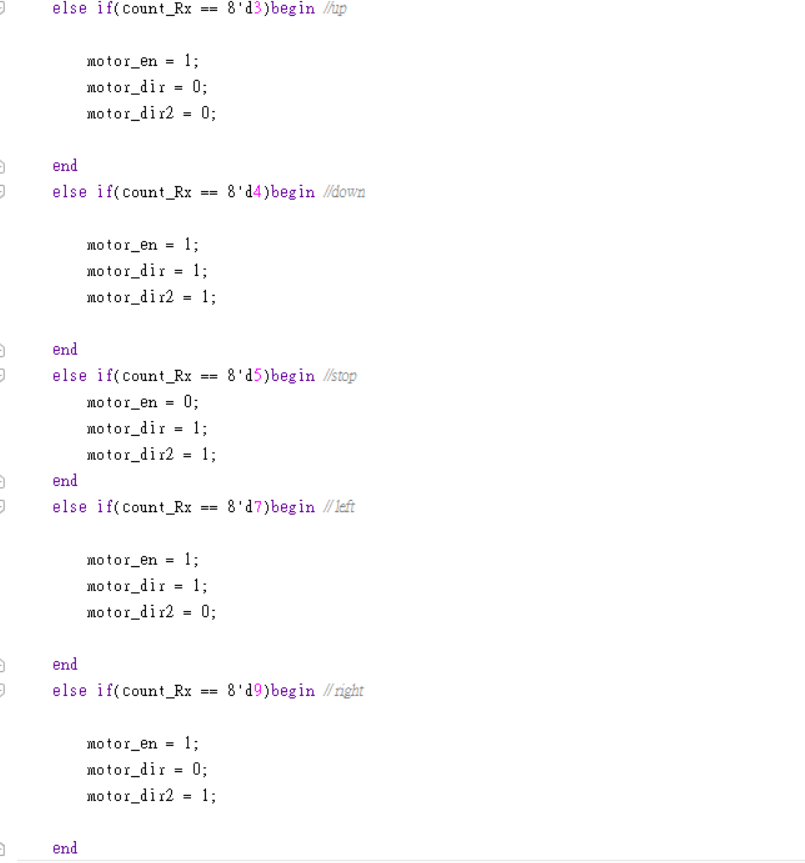 else if(count_Rx == 8'd3)begin //up
motor_en = 1;
motor_dir = 0;
motor_dir2 = 0;
end
else if(count_Rx == 8'd4)begin //down
motor_en = 1;
motor_dir = 1;
motor_dir2 = 1;
end
else if(count_Rx == 8'd5)begin //stop
motor_en = 0;
motor_dir = 1;
motor_dir2 = 1;
end
else if(count_Rx == 8'd7)begin //left
motor_en = 1;
motor_dir = 1;
motor_dir2 = 0;
end
else if(count_Rx == 8'd9)begin //right
motor_en = 1;
motor_dir = 0;
motor_dir2 = 1;
end